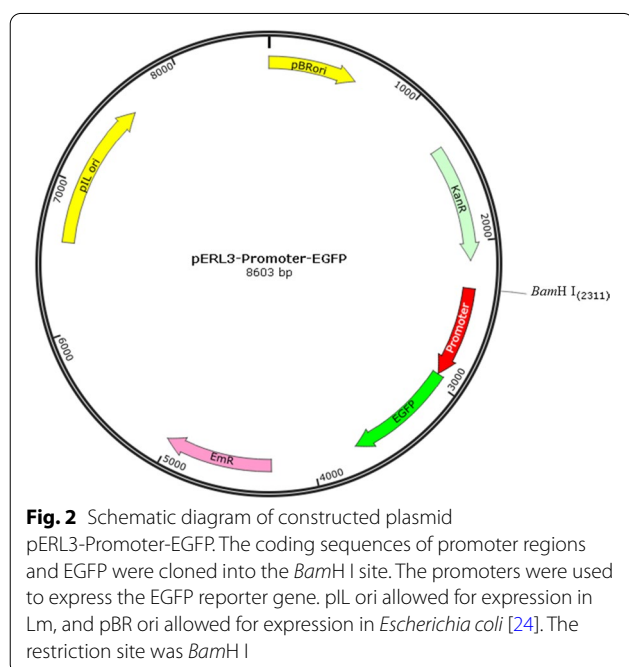 8000
pBRori
1000
pIL ori
7000
KanR
2000
pERL3-Promoter-EGFP
8603 bp
BamH I(2311)
Promoter
3000
6000
EGFP
EmR
5000
4000
Fig. 2 Schematic diagram of constructed plasmid
pERL3-Promoter-EGFP. The coding sequences of promoter regions
and EGFP were cloned into the BamH I site. The promoters were used
to express the EGFP reporter gene. pIL ori allowed for expression in
Lm, and pBR ori allowed for expression in Escherichia coli [24]. The
restriction site was BamH I